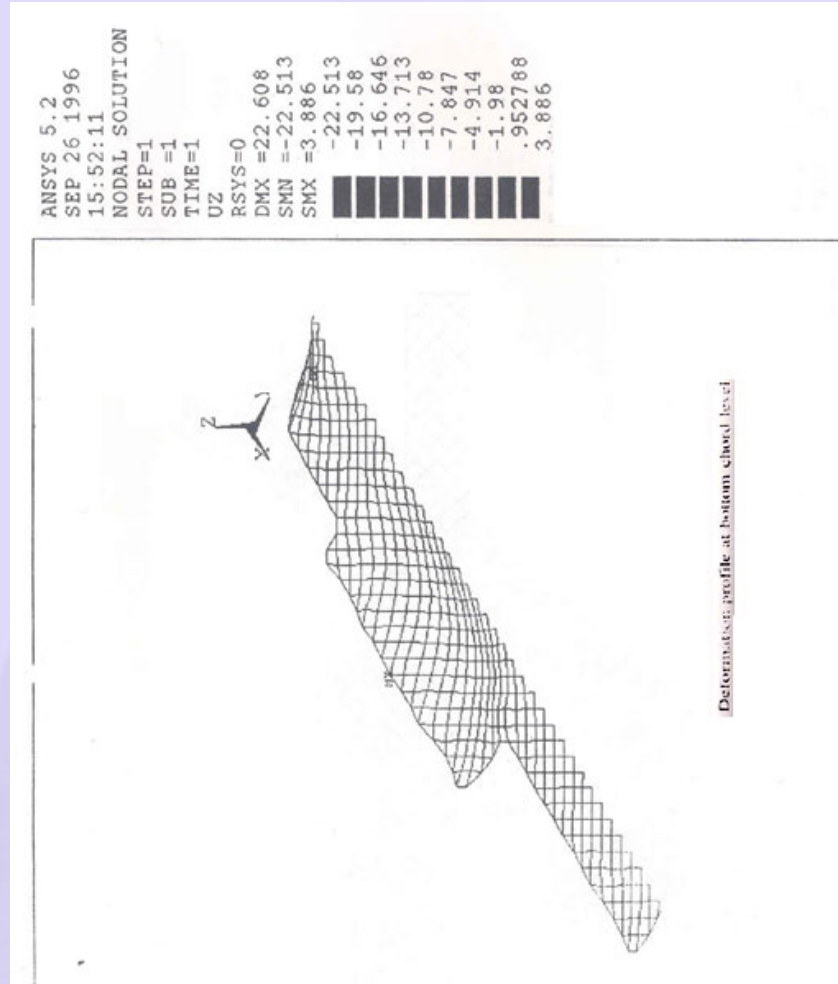 ANSYS 5.2
SEP 26 1996
15:52:11
NODAL SOLUTION
STEP=1
SUB =1
TIME=1
UZ
RSYS=0
DMX =22.608
SMN =-22.513
SMX =3.886
-22.513
-19.58
-16.646
-13.713
-10.78
-7.847
-4.914
-1.98
.952788
3.886
Z
X
MX
Deformation profile at bottom chord level